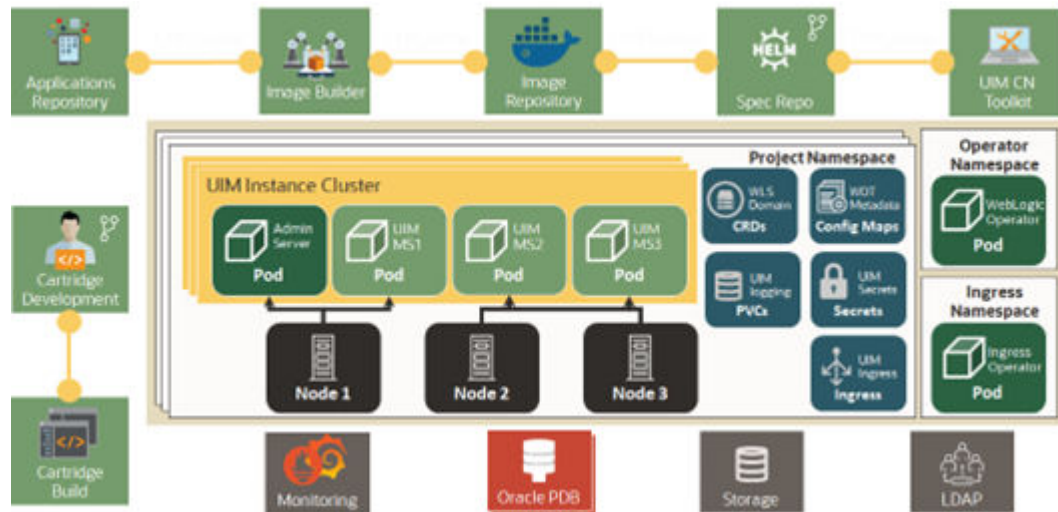 Applications
Repository
Image Builder
Image
Repository
HELM
Spec Repo
UIM CN
Toolkit
Cartridge
Development
Cartridge
Build
Project Namespace
UIM Instance Cluster
Admin
Server
Pod
UIM
MS1
Pod
UIM
MS2
Pod
UIM
MS3
Pod
Node 1
Node 2
Node 3
WLS
Domain
CRDs
WDT
Metadata
Config Maps
UIM
logging
PVCs
UIM
Secrets
Secrets
UIM
Ingress
Ingress
Operator
Namespace
WebLogic
Operator
Pod
Ingress
Namespace
Ingress
Operator
Pod
Monitoring
Oracle PDB
Storage
LDAP